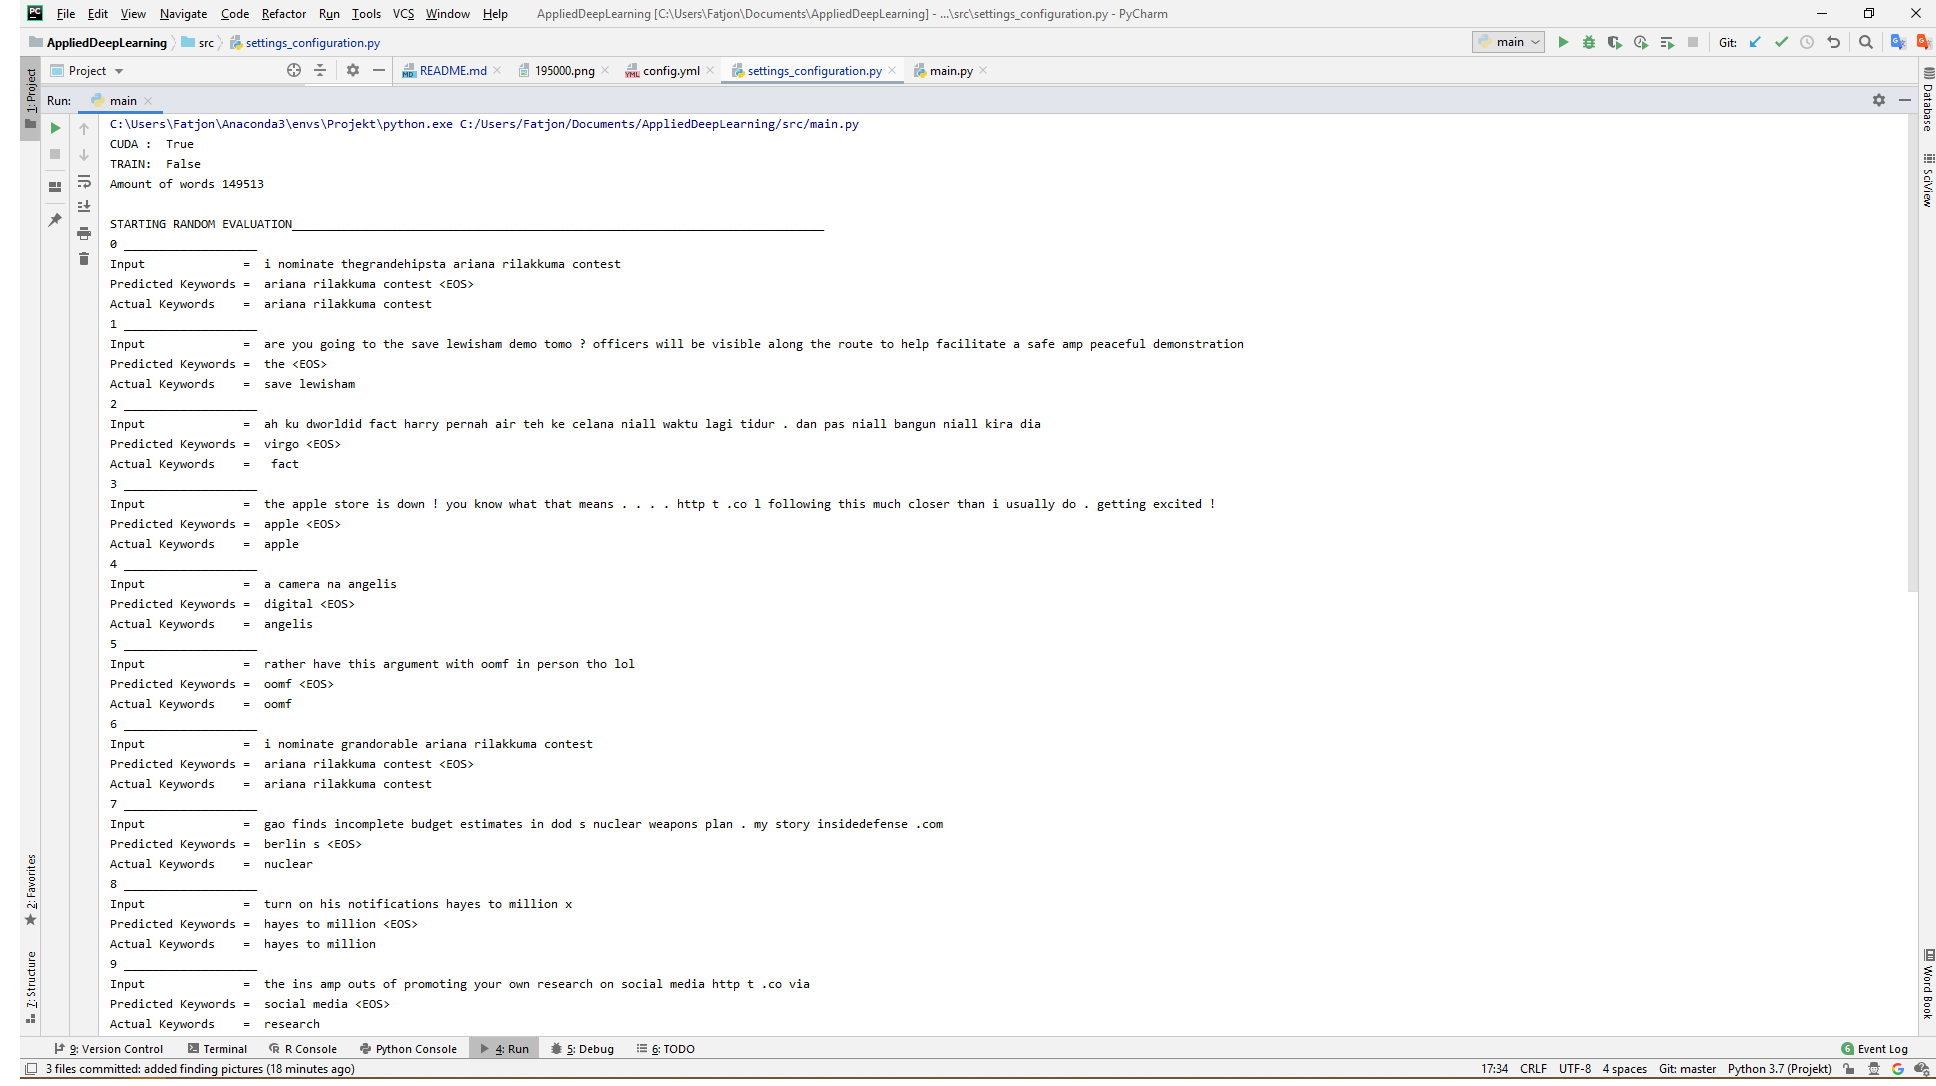 PC File Edit View Navigate Code Refactor Run Tools VCS Window Help AppliedDeepLearning [C:\Users\Fatjon\Documents\AppliedDeepLearning] - ...\src\settings_configuration.py - PyCharm
AppliedDeepLearning src settings_configuration.py main Git:
Project README.md 195000.png config.yml settings_configuration.py main.py
Run: main
C:\Users\Fatjon\Anaconda3\envs\Projekt\python.exe C:/Users/Fatjon/Documents/AppliedDeepLearning/src/main.py
CUDA :  True
TRAIN:  False
Amount of words 149513
STARTING RANDOM EVALUATION____________________________________________________________________________
0 ___________________
Input              =  i nominate thegrandehipsta ariana rilakkuma contest
Predicted Keywords =  ariana rilakkuma contest <EOS>
Actual Keywords    =  ariana rilakkuma contest
1 ___________________
Input              =  are you going to the save lewisham demo tomo ? officers will be visible along the route to help facilitate a safe amp peaceful demonstration
Predicted Keywords =  the <EOS>
Actual Keywords    =  save lewisham
2 ___________________
Input              =  ah ku dworldid fact harry pernah air teh ke celana niall waktu lagi tidur . dan pas niall bangun niall kira dia
Predicted Keywords =  virgo <EOS>
Actual Keywords    =   fact
3 ___________________
Input              =  the apple store is down ! you know what that means . . . . http t .co l following this much closer than i usually do . getting excited !
Predicted Keywords =  apple <EOS>
Actual Keywords    =  apple
4 ___________________
Input              =  a camera na angelis
Predicted Keywords =  digital <EOS>
Actual Keywords    =  angelis
5 ___________________
Input              =  rather have this argument with oomf in person tho lol
Predicted Keywords =  oomf <EOS>
Actual Keywords    =  oomf
6 ___________________
Input              =  i nominate grandorable ariana rilakkuma contest
Predicted Keywords =  ariana rilakkuma contest <EOS>
Actual Keywords    =  ariana rilakkuma contest
7 ___________________
Input              =  gao finds incomplete budget estimates in dod s nuclear weapons plan . my story insidedefense .com
Predicted Keywords =  berlin s <EOS>
Actual Keywords    =  nuclear
8 ___________________
Input              =  turn on his notifications hayes to million x
Predicted Keywords =  hayes to million <EOS>
Actual Keywords    =  hayes to million
9 ___________________
Input              =  the ins amp outs of promoting your own research on social media http t .co via
Predicted Keywords =  social media <EOS>
Actual Keywords    =  research
1: Project
2: Favorites
7: Structure
Database
SciView
Word Book
9: Version Control Terminal R Console Python Console 4: Run 5: Debug 6: TODO 6 Event Log
3 files committed: added finding pictures (18 minutes ago) 17:34 CRLF UTF-8 4 spaces Git: master Python 3.7 (Projekt)